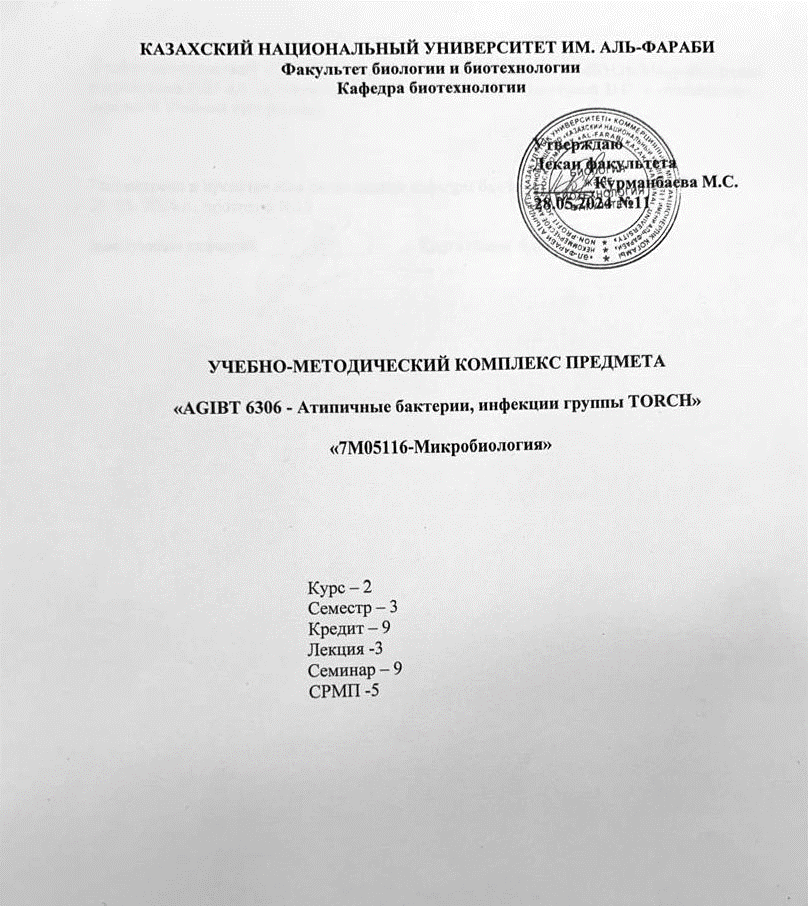 КАЗАХСКИЙ НАЦИОНАЛЬНЫЙ УНИВЕРСИТЕТ ИМ. АЛЬ-ФАРАБИ
Факультет биологии и биотехнологии
Кафедра биотехнологии
Утверждаю
Декан факультета
Курманбаева М.С.
28.05.2024 №11
УЧЕБНО-МЕТОДИЧЕСКИЙ КОМПЛЕКС ПРЕДМЕТА
«AGIBT 6306 - Атипичные бактерии, инфекции группы TORCH»
«7М05116-Микробиология»
Курс – 2
Семестр – 3
Кредит – 9
Лекция -3
Семинар – 9
СРМП -5